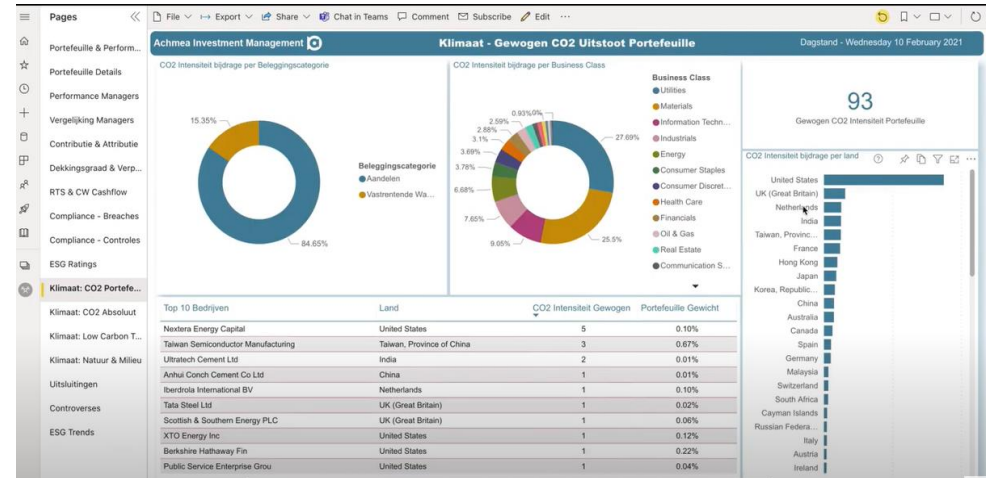 Pages
File
Export
Share
Chat in Teams
Comment
Subscribe
Edit
Portefeuille & Perform...
Portefeuille Details
Performance Managers
Vergelijking Managers
Contributie & Attributie
Dekkingsgraad & Verp...
RTS & CW Cashflow
Compliance - Breaches
Compliance - Controles
ESG Ratings
Klimaat: CO2 Portefe...
Klimaat: CO2 Absoluut
Klimaat: Low Carbon T...
Klimaat: Natuur & Milieu
Uitsluitingen
Controverses
ESG Trends
Achmea Investment Management
Klimaat - Gewogen CO2 Uitstoot Portefeuille
Dagstand - Wednesday 10 February 2021
CO2 Intensiteit bijdrage per Beleggingscategorie
15.35%
84.65%
Beleggingscategorie
Aandelen
Vastrentende Wa...
CO2 Intensiteit bijdrage per Business Class
0.93%
0%
2.59%
2.88%
3.1%
3.69%
3.78%
6.68%
7.65%
9.05%
25.5%
27.69%
Business Class
Utilities
Materials
Information Techn...
Industrials
Energy
Consumer Staples
Consumer Discret...
Health Care
Financials
Oil & Gas
Real Estate
Communication S...
93
Gewogen CO2 Intensiteit Portefeuille
CO2 Intensiteit bijdrage per land
United States
UK (Great Britain)
Netherlands
India
Taiwan, Provinc...
France
Hong Kong
Japan
Korea, Republic...
China
Australia
Canada
Spain
Germany
Malaysia
Switzerland
South Africa
Cayman Islands
Russian Federa...
Italy
Austria
Ireland
Top 10 Bedrijven Land CO2 Intensiteit Gewogen Portefeuille Gewicht
Nextera Energy Capital United States 5 0.10%
Taiwan Semiconductor Manufacturing Taiwan, Province of China 3 0.67%
Ultratech Cement Ltd India 2 0.01%
Anhui Conch Cement Co Ltd China 1 0.01%
Iberdrola International BV Netherlands 1 0.10%
Tata Steel Ltd UK (Great Britain) 1 0.02%
Scottish & Southern Energy PLC UK (Great Britain) 1 0.06%
XTO Energy Inc United States 1 0.12%
Berkshire Hathaway Fin United States 1 0.22%
Public Service Enterprise Grou United States 1 0.04%